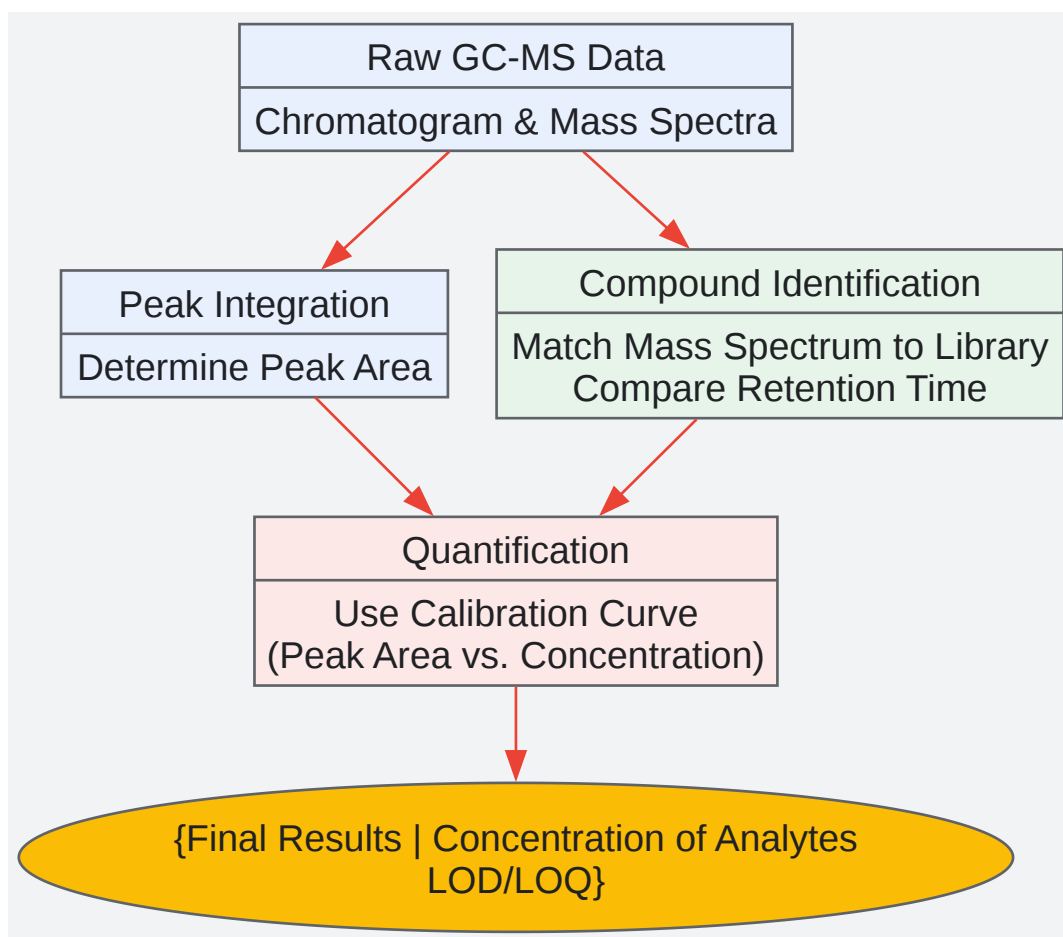 Raw GC-MS Data
Chromatogram & Mass Spectra
Peak Integration
Determine Peak Area
Compound Identification
Match Mass Spectrum to Library
Compare Retention Time
Quantification
Use Calibration Curve
(Peak Area vs. Concentration)
{Final Results | Concentration of Analytes
LOD/LOQ}